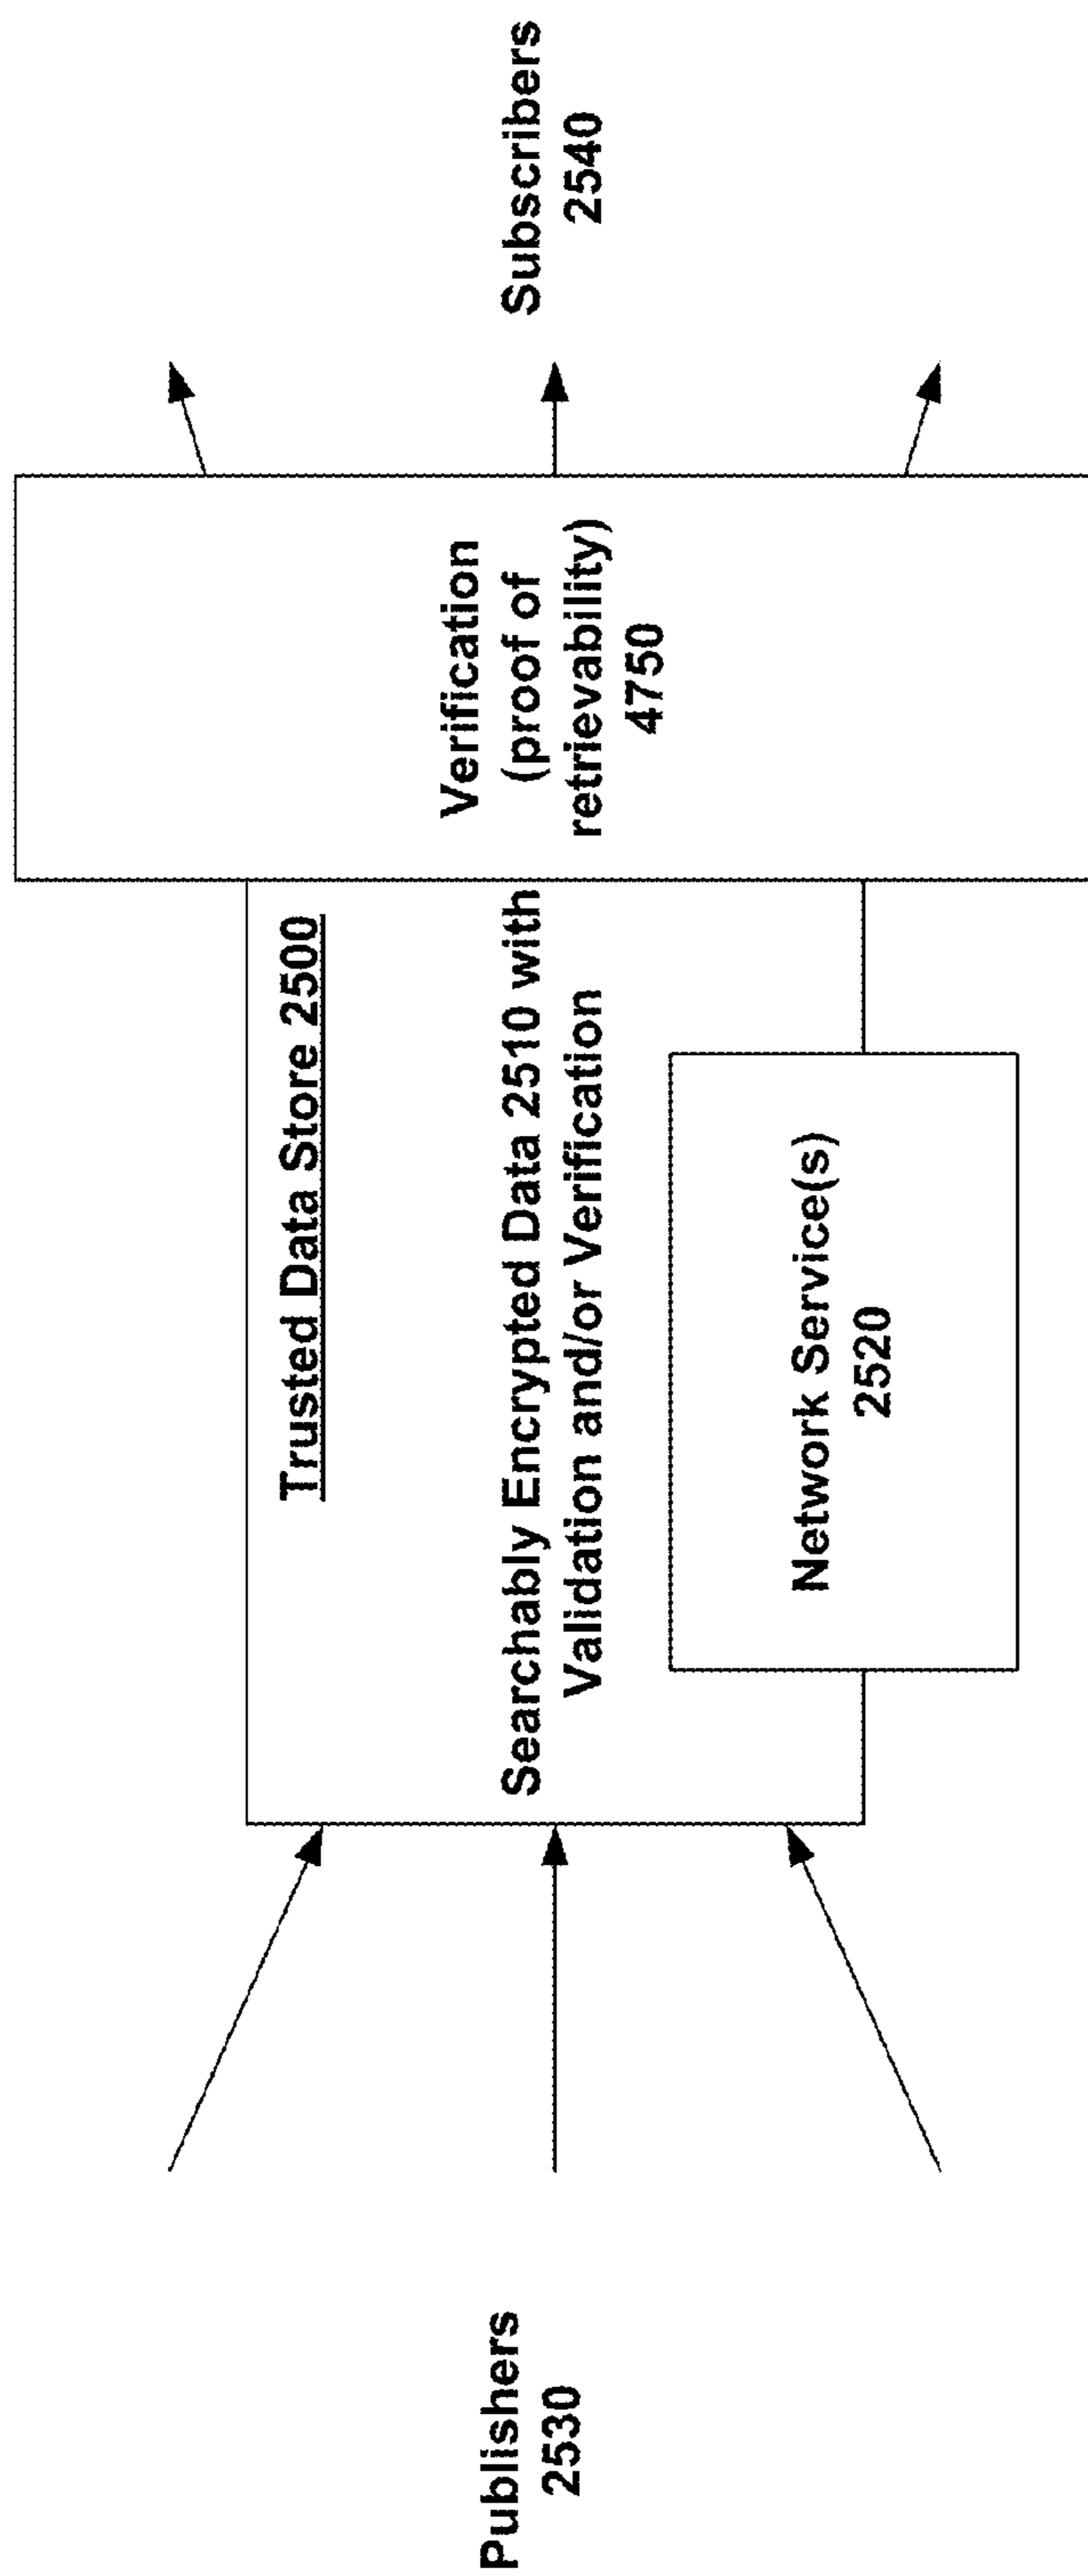 Publishers
2530
Trusted Data Store 2500
Searchably Encrypted Data 2510 with
Validation and/or Verification
Network Service(s)
2520
Verification
(proof of
retrievability)
4750
Subscribers
2540